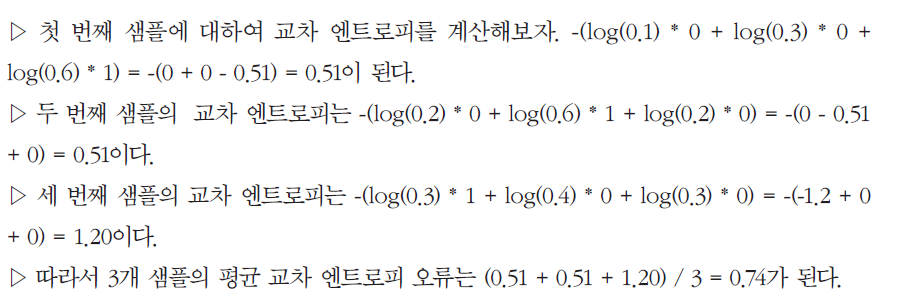 ▷ 첫 번째 샘플에 대하여 교차 엔트로피를 계산해보자. -(log(0.1) * 0 + log(0.3) * 0 +
log(0.6) * 1) = -(0 + 0 - 0.51) = 0.51이 된다.
▷ 두 번째 샘플의 교차 엔트로피는 -(log(0.2) * 0 + log(0.6) * 1 + log(0.2) * 0) = -(0 - 0.51
+ 0) = 0.51이다.
▷ 세 번째 샘플의 교차 엔트로피는 -(log(0.3) * 1 + log(0.4) * 0 + log(0.3) * 0) = -(-1.2 + 0
+ 0) = 1.20이다.
▷ 따라서 3개 샘플의 평균 교차 엔트로피 오류는 (0.51 + 0.51 + 1.20) / 3 = 0.74가 된다.